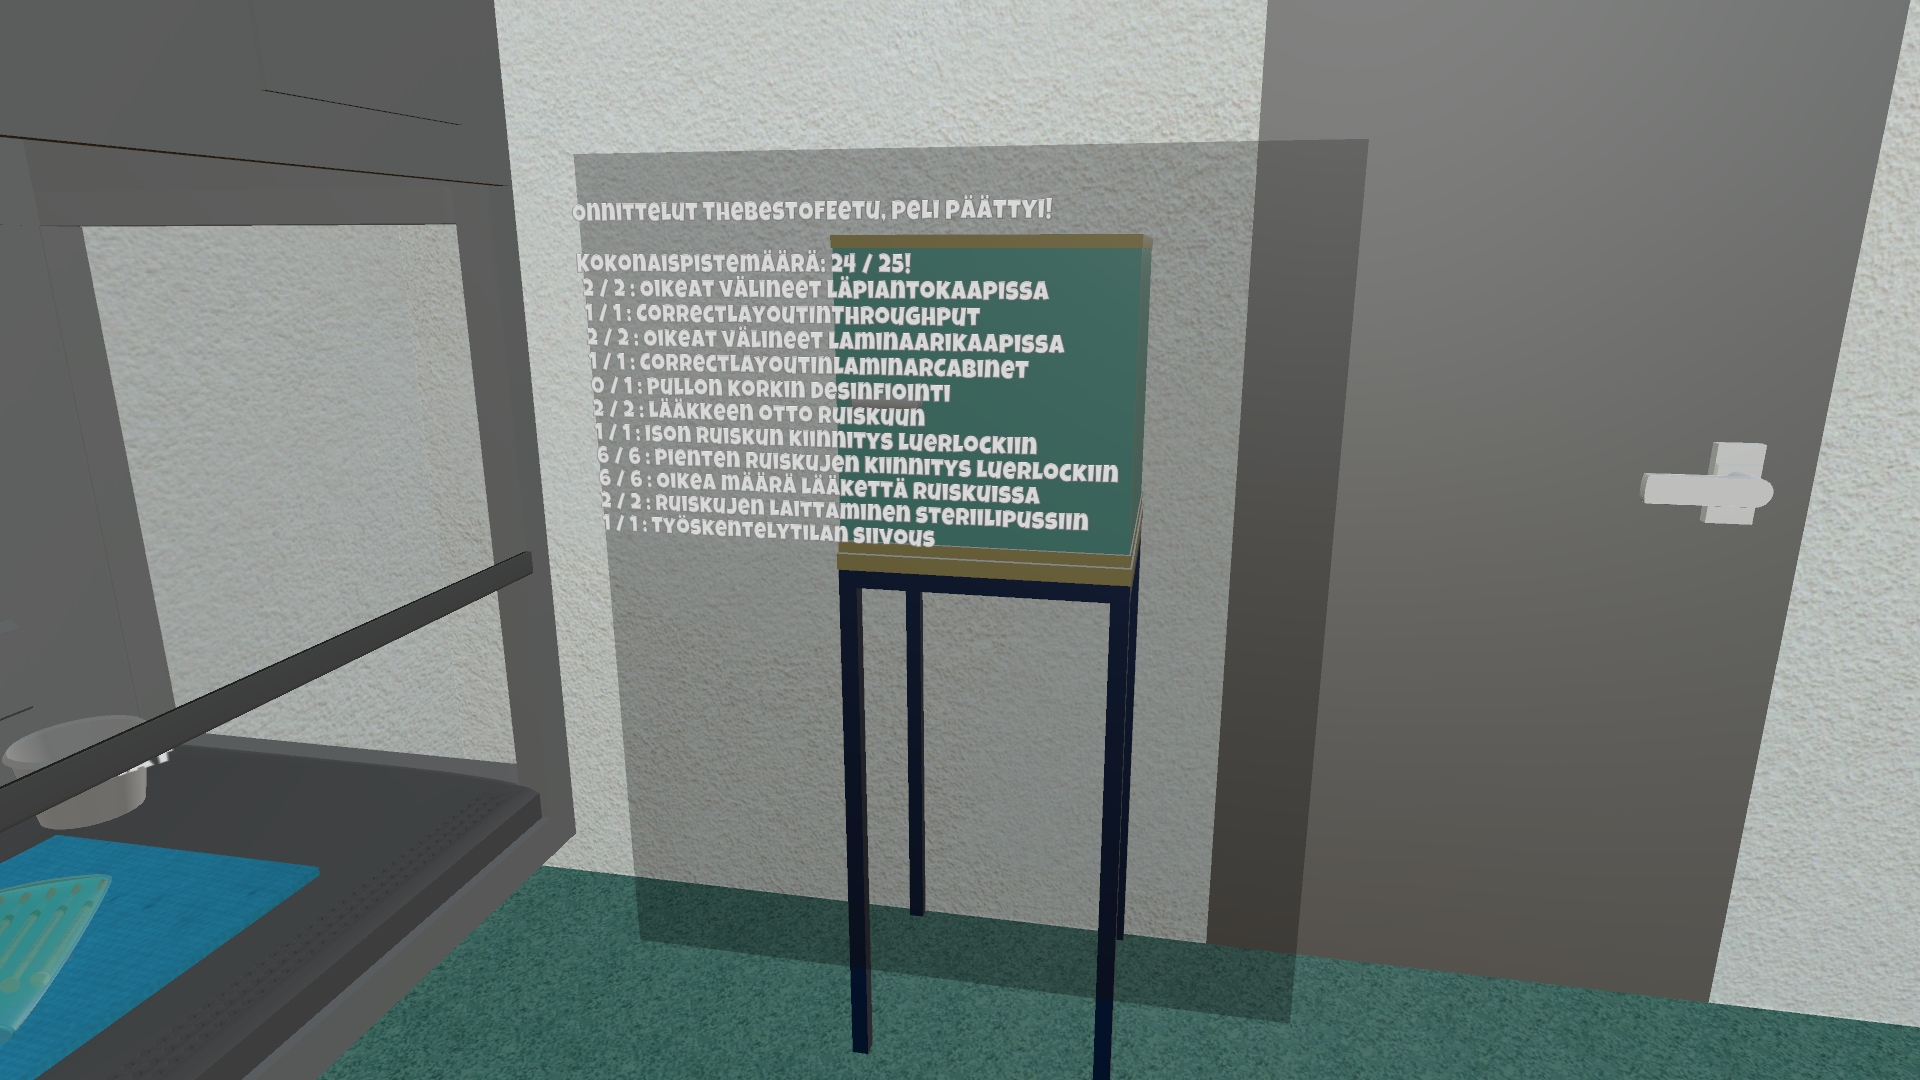 ONNITTELUT THEBESTOFEETU, PELI PÄÄTTYI!
KOKONAISPISTEMÄÄRÄ: 24 / 25!
2 / 2 : OIKEAT VÄLINEET LÄPIANTOKAAPISSA
1 / 1 : CORRECTLAYOUTINTHROUGHPUT
2 / 2 : OIKEAT VÄLINEET LAMINAARIKAAPISSA
1 / 1 : CORRECTLAYOUTINLAMINARCABINET
0 / 1 : PULLON KORKIN DESINFIOINTI
2 / 2 : LÄÄKKEEN OTTO RUISKUUN
1 / 1 : ISON RUISKUN KIINNITYS LUERLOCKIIN
6 / 6 : PIENTEN RUISKUJEN KIINNITYS LUERLOCKIIN
6 / 6 : OIKEA MÄÄRÄ LÄÄKETTÄ RUISKUISSA
2 / 2 : RUISKUJEN LAITTAMINEN STERIILIPUSSIIN
1 / 1 : TYÖSKENTELYTILAN SIIVOUS